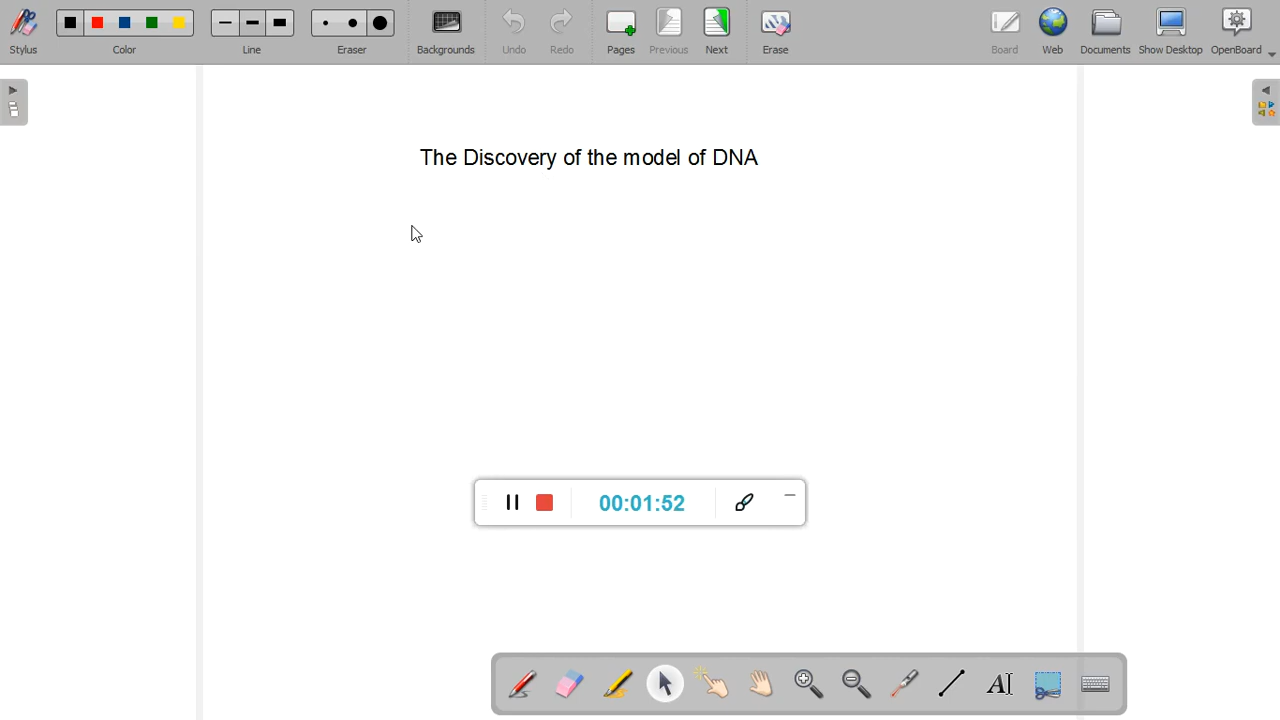 Stylus
Color
Line
Eraser
Backgrounds
Undo
Redo
Pages
Previous
Next
Erase
Board
Web
Documents
Show Desktop
OpenBoard
The Discovery of the model of DNA
00:01:52
AI